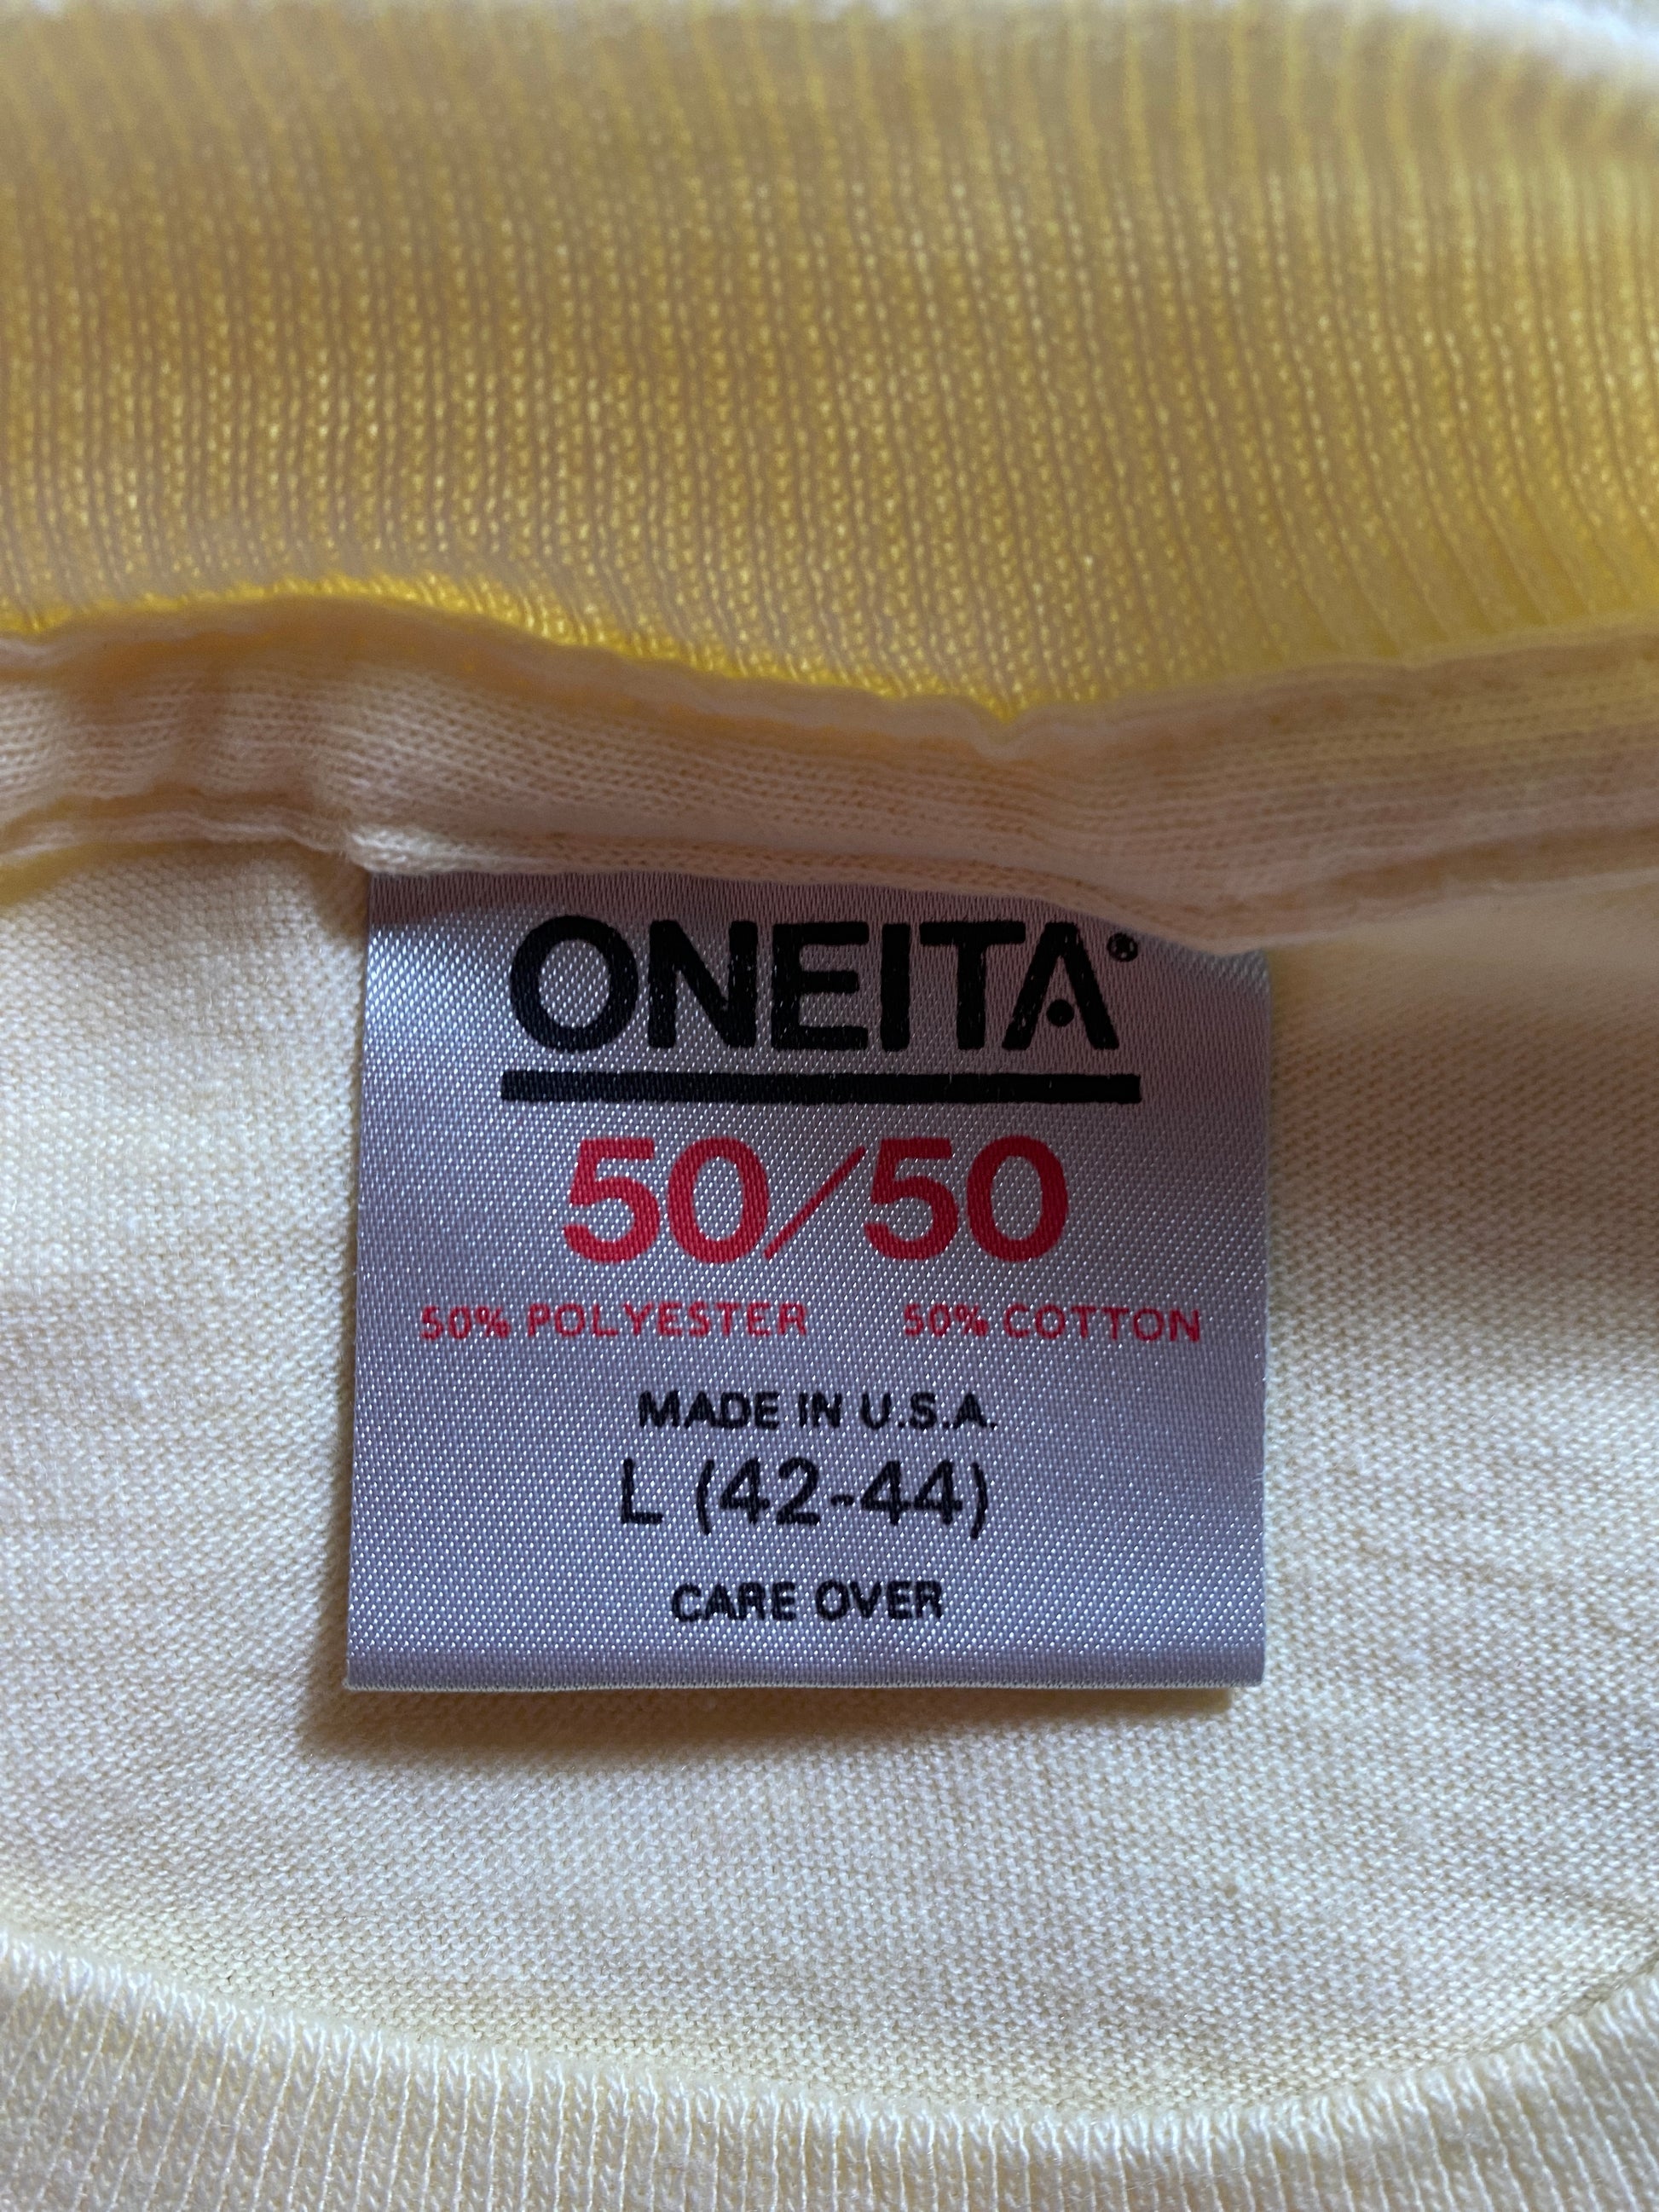 ONEITA®
50/50
50% POLYESTER 50% COTTON
MADE IN U.S.A.
L (42-44)
CARE OVER